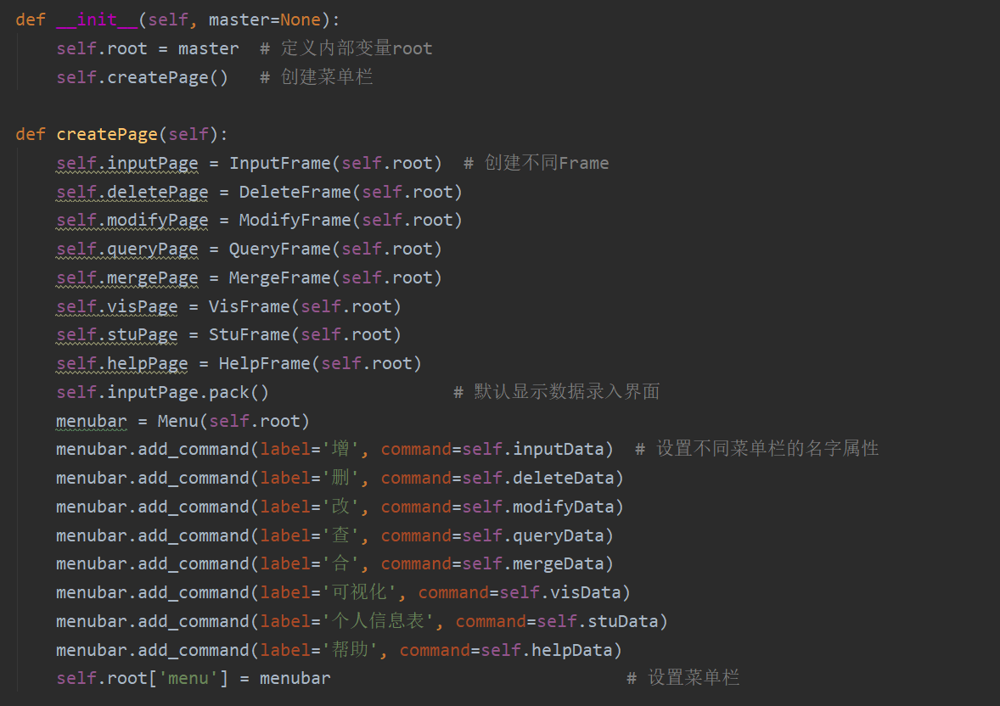 def __init__(self, master=None):
    self.root = master  # 定义内部变量root
    self.createPage()   # 创建菜单栏

def createPage(self):
    self.inputPage = InputFrame(self.root)  # 创建不同Frame
    self.deletePage = DeleteFrame(self.root)
    self.modifyPage = ModifyFrame(self.root)
    self.queryPage = QueryFrame(self.root)
    self.mergePage = MergeFrame(self.root)
    self.visPage = VisFrame(self.root)
    self.stuPage = StuFrame(self.root)
    self.helpPage = HelpFrame(self.root)
    self.inputPage.pack()                  # 默认显示数据录入界面
    menubar = Menu(self.root)
    menubar.add_command(label='增', command=self.inputData)  # 设置不同菜单栏的名字属性
    menubar.add_command(label='删', command=self.deleteData)
    menubar.add_command(label='改', command=self.modifyData)
    menubar.add_command(label='查', command=self.queryData)
    menubar.add_command(label='合', command=self.mergeData)
    menubar.add_command(label='可视化', command=self.visData)
    menubar.add_command(label='个人信息表', command=self.stuData)
    menubar.add_command(label='帮助', command=self.helpData)
    self.root['menu'] = menubar                             # 设置菜单栏